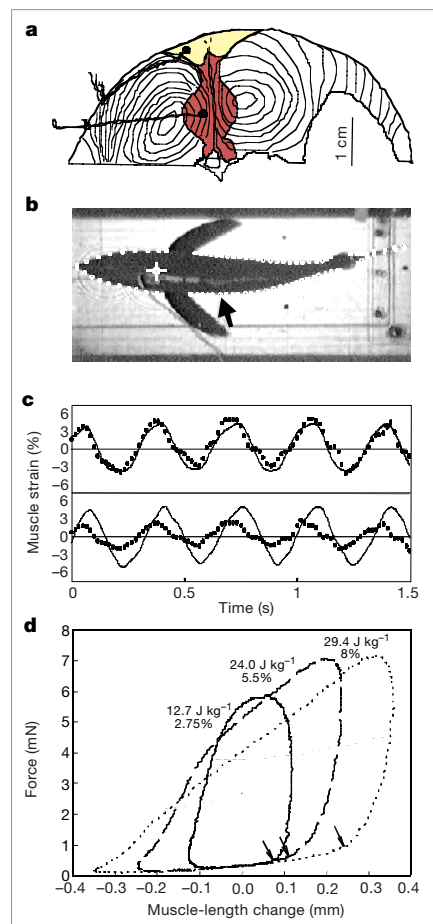 a
1 cm
b
c
Muscle strain (%)
6
3
0
−3
−6
6
3
0
−3
−6
0
0.5
1.0
1.5
Time (s)
d
Force (mN)
8
7
6
5
4
3
2
1
0
29.4 J kg⁻¹
8%
24.0 J kg⁻¹
5.5%
12.7 J kg⁻¹
2.75%
−0.4
−0.3
−0.2
−0.1
0.0
0.1
0.2
0.3
0.4
Muscle-length change (mm)